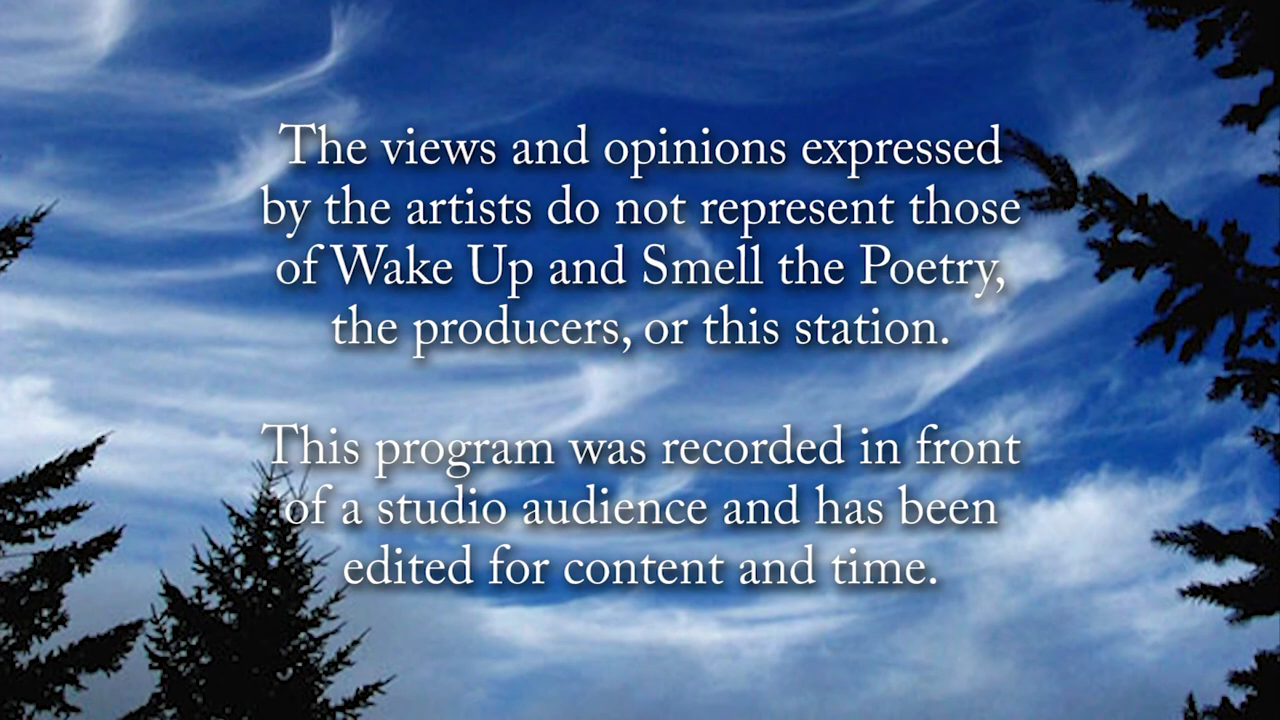 The views and opinions expressed
by the artists do not represent those
of Wake Up and Smell the Poetry,
the producers, or this station.
This program was recorded in front
of a studio audience and has been
edited for content and time.